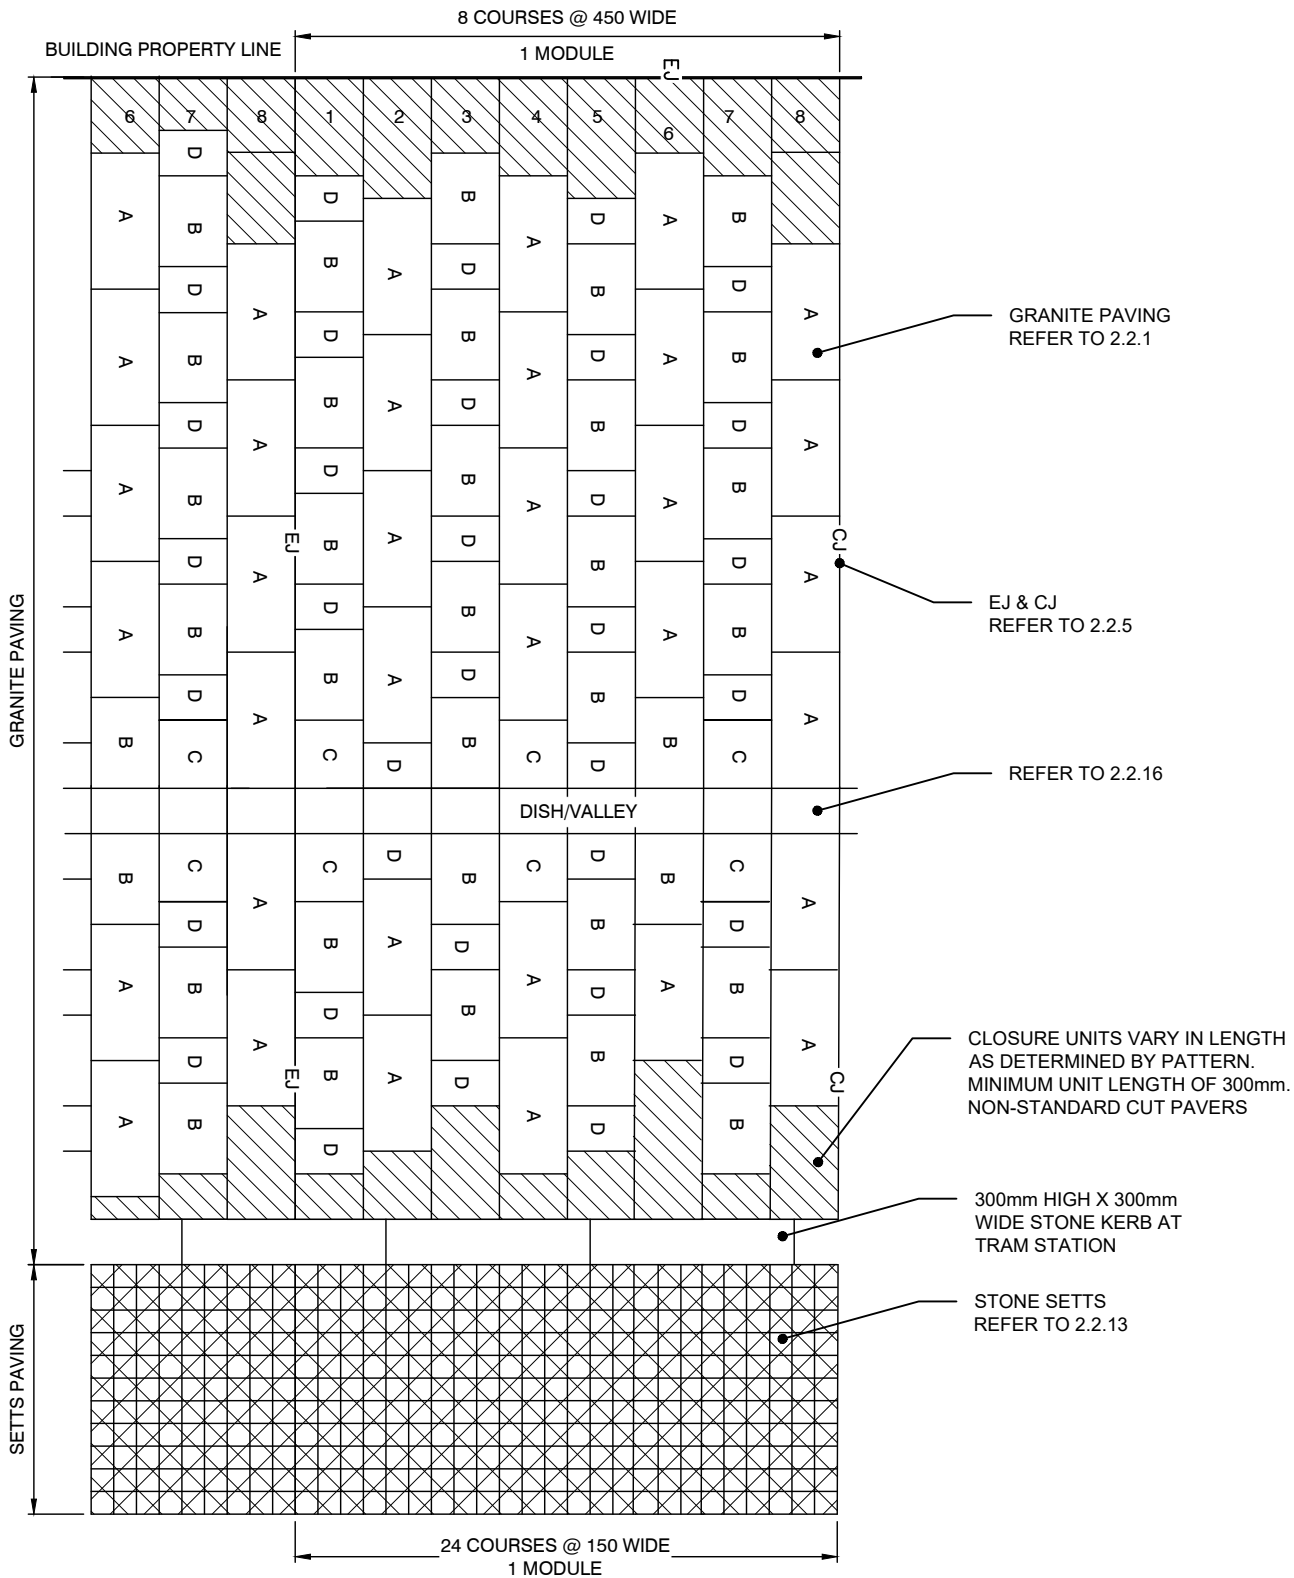 8 COURSES @ 450 WIDE
BUILDING PROPERTY LINE
1 MODULE
EJ
6 7 8 1 2 3 4 5 6 7 8
D
A B D A
D B A B A D A B A
D B D B D A
A B A D B A D A B A
D B D D
A B A B A D A B A D A
D D B D B
A B A D A B A D A B A
EJ CJ
D B D B D
A B A D A B A D A B A
D B D B D
B C A C D B C D B C A
DISH/VALLEY
B C A C D B C D B C A
D B A D A B A D A
A B A D D B D B
A D A B A D A B A D A
EJ CJ
A B D D B
GRANITE PAVING
REFER TO 2.2.1
EJ & CJ
REFER TO 2.2.5
REFER TO 2.2.16
CLOSURE UNITS VARY IN LENGTH
AS DETERMINED BY PATTERN.
MINIMUM UNIT LENGTH OF 300mm.
NON-STANDARD CUT PAVERS
300mm HIGH X 300mm
WIDE STONE KERB AT
TRAM STATION
STONE SETTS
REFER TO 2.2.13
GRANITE PAVING
SETTS PAVING
24 COURSES @ 150 WIDE
1 MODULE